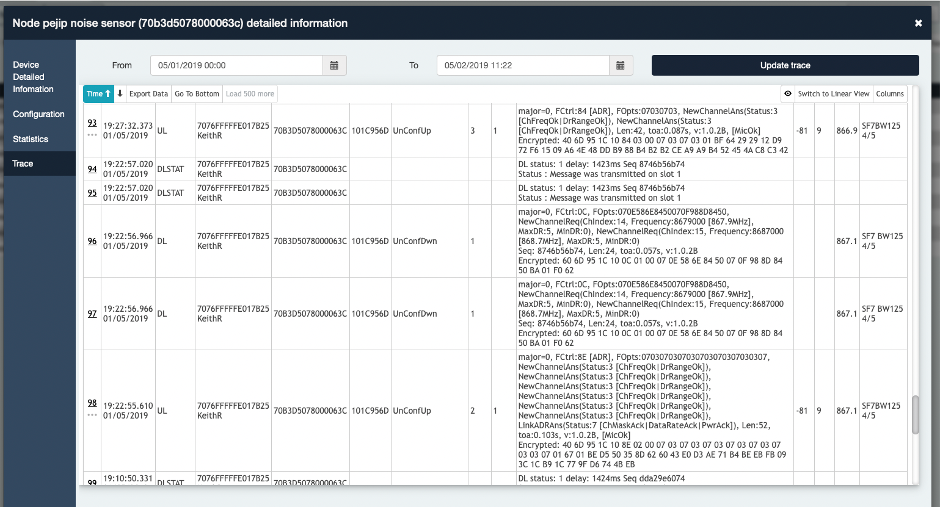 Node pejip noise sensor (70b3d5078000063c) detailed information
Device
Detailed
Infomation
Configuration
Statistics
Trace
From 05/01/2019 00:00 To 05/02/2019 11:22 Update trace
Time Export Data Go To Bottom Load 500 more Switch to Linear View Columns
93 19:27:32.373 01/05/2019 UL 7076FFFFFE017B25 KeithR 70B3D5078000063C 101C956D UnConfUp 3 1
major=0, FCtrl:84 [ADR], FOpts:07030703, NewChannelAns(Status:3
[ChFreqOk|DrRangeOk]), NewChannelAns(Status:3
[ChFreqOk|DrRangeOk]), Len:42, toa:0.087s, v:1.0.2B, [MicOk]
Encrypted: 40 6D 95 1C 10 84 03 00 07 03 07 03 01 BF 64 29 29 12 D9
72 F6 15 09 A6 4E 48 DD B9 88 B4 B2 B2 CE A9 A9 B4 52 45 4A C8 C3 42
-81 9 866.9 SF7BW125 4/5
94 19:22:57.020 01/05/2019 DLSTAT 7076FFFFFE017B25 KeithR 70B3D5078000063C
DL status: 1 delay: 1423ms Seq 8746b56b74
Status : Message was transmitted on slot 1
95 19:22:57.020 01/05/2019 DLSTAT 7076FFFFFE017B25 KeithR 70B3D5078000063C
DL status: 1 delay: 1423ms Seq 8746b56b74
Status : Message was transmitted on slot 1
96 19:22:56.966 01/05/2019 DL 7076FFFFFE017B25 KeithR 70B3D5078000063C 101C956D UnConfDwn 1
major=0, FCtrl:0C, FOpts:070E586E8450070F988D8450,
NewChannelReq(ChIndex:14, Frequency:8679000 [867.9MHz],
MaxDR:5, MinDR:0), NewChannelReq(ChIndex:15, Frequency:8687000
[868.7MHz], MaxDR:5, MinDR:0)
Seq: 8746b56b74, Len:24, toa:0.057s, v:1.0.2B
Encrypted: 60 6D 95 1C 10 0C 01 00 07 0E 58 6E 84 50 07 0F 98 8D 84
50 BA 01 F0 62
867.1 SF7 BW125 4/5
97 19:22:56.966 01/05/2019 DL 7076FFFFFE017B25 KeithR 70B3D5078000063C 101C956D UnConfDwn 1
major=0, FCtrl:0C, FOpts:070E586E8450070F988D8450,
NewChannelReq(ChIndex:14, Frequency:8679000 [867.9MHz],
MaxDR:5, MinDR:0), NewChannelReq(ChIndex:15, Frequency:8687000
[868.7MHz], MaxDR:5, MinDR:0)
Seq: 8746b56b74, Len:24, toa:0.057s, v:1.0.2B
Encrypted: 60 6D 95 1C 10 0C 01 00 07 0E 58 6E 84 50 07 0F 98 8D 84
50 BA 01 F0 62
867.1 SF7 BW125 4/5
98 19:22:55.610 01/05/2019 UL 7076FFFFFE017B25 KeithR 70B3D5078000063C 101C956D UnConfUp 2 1
major=0, FCtrl:8E [ADR], FOpts:0703070307030703070307030307,
NewChannelAns(Status:3 [ChFreqOk|DrRangeOk]),
NewChannelAns(Status:3 [ChFreqOk|DrRangeOk]),
NewChannelAns(Status:3 [ChFreqOk|DrRangeOk]),
NewChannelAns(Status:3 [ChFreqOk|DrRangeOk]),
NewChannelAns(Status:3 [ChFreqOk|DrRangeOk]),
NewChannelAns(Status:3 [ChFreqOk|DrRangeOk]),
LinkADRAns(Status:7 [ChMaskAck|DataRateAck|PwrAck]), Len:52,
toa:0.103s, v:1.0.2B, [MicOk]
Encrypted: 40 6D 95 1C 10 8E 02 00 07 03 07 03 07 03 07 03 07 03 07
03 03 07 01 67 01 BE D5 50 35 8D 62 60 43 E0 D3 AE 71 B4 BE EB FB 09
3C 1C B9 1C 77 9F D6 74 4B EB
-81 9 867.1 SF7BW125 4/5
99 19:10:50.331 DLSTAT 7076FFFFFE017B25 70B3D5078000063C
DL status: 1 delay: 1424ms Seq dda29e6074